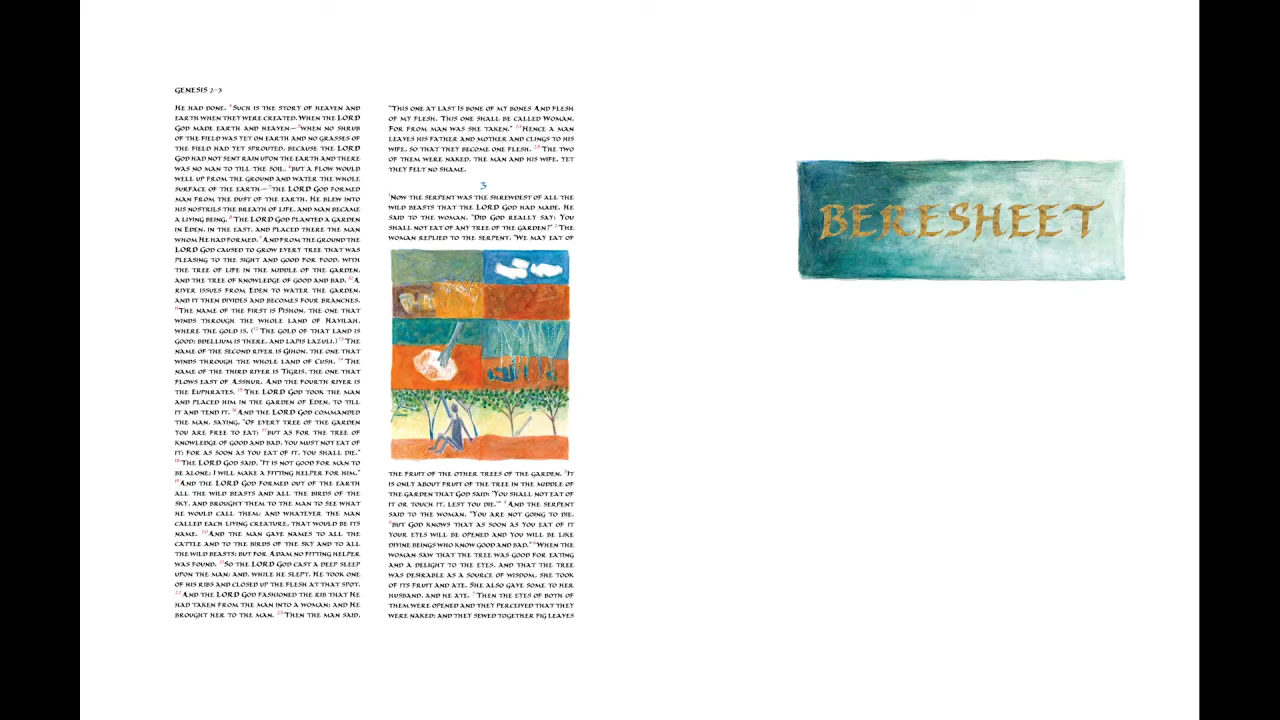 GENESIS 2-3
HE HAD DONE. 4SUCH IS THE STORY OF HEAVEN AND
EARTH WHEN THEY WERE CREATED. WHEN THE LORD
GOD MADE EARTH AND HEAVEN—5WHEN NO SHRUB
OF THE FIELD WAS YET ON EARTH AND NO GRASSES OF
THE FIELD HAD YET SPROUTED, BECAUSE THE LORD
GOD HAD NOT SENT RAIN UPON THE EARTH AND THERE
WAS NO MAN TO TILL THE SOIL, 6BUT A FLOW WOULD
WELL UP FROM THE GROUND AND WATER THE WHOLE
SURFACE OF THE EARTH—7THE LORD GOD FORMED
MAN FROM THE DUST OF THE EARTH. HE BLEW INTO
HIS NOSTRILS THE BREATH OF LIFE, AND MAN BECAME
A LIVING BEING. 8THE LORD GOD PLANTED A GARDEN
IN EDEN, IN THE EAST, AND PLACED THERE THE MAN
WHOM HE HAD FORMED. 9AND FROM THE GROUND THE
LORD GOD CAUSED TO GROW EVERY TREE THAT WAS
PLEASING TO THE SIGHT AND GOOD FOR FOOD, WITH
THE TREE OF LIFE IN THE MIDDLE OF THE GARDEN,
AND THE TREE OF KNOWLEDGE OF GOOD AND BAD. 10A
RIVER ISSUES FROM EDEN TO WATER THE GARDEN,
AND IT THEN DIVIDES AND BECOMES FOUR BRANCHES.
11THE NAME OF THE FIRST IS PISHON, THE ONE THAT
WINDS THROUGH THE WHOLE LAND OF HAVILAH,
WHERE THE GOLD IS. (12THE GOLD OF THAT LAND IS
GOOD; BDELLIUM IS THERE, AND LAPIS LAZULI.) 13THE
NAME OF THE SECOND RIVER IS GIHON, THE ONE THAT
WINDS THROUGH THE WHOLE LAND OF CUSH. 14THE
NAME OF THE THIRD RIVER IS TIGRIS, THE ONE THAT
FLOWS EAST OF ASSHUR. AND THE FOURTH RIVER IS
THE EUPHRATES. 15THE LORD GOD TOOK THE MAN
AND PLACED HIM IN THE GARDEN OF EDEN, TO TILL
IT AND TEND IT. 16AND THE LORD GOD COMMANDED
THE MAN, SAYING, "OF EVERY TREE OF THE GARDEN
YOU ARE FREE TO EAT; 17BUT AS FOR THE TREE OF
KNOWLEDGE OF GOOD AND BAD, YOU MUST NOT EAT OF
IT; FOR AS SOON AS YOU EAT OF IT, YOU SHALL DIE."
18THE LORD GOD SAID, "IT IS NOT GOOD FOR MAN TO
BE ALONE; I WILL MAKE A FITTING HELPER FOR HIM."
19AND THE LORD GOD FORMED OUT OF THE EARTH
ALL THE WILD BEASTS AND ALL THE BIRDS OF THE
SKY, AND BROUGHT THEM TO THE MAN TO SEE WHAT
HE WOULD CALL THEM; AND WHATEVER THE MAN
CALLED EACH LIVING CREATURE, THAT WOULD BE ITS
NAME. 20AND THE MAN GAVE NAMES TO ALL THE
CATTLE AND TO THE BIRDS OF THE SKY AND TO ALL
THE WILD BEASTS; BUT FOR ADAM NO FITTING HELPER
WAS FOUND. 21SO THE LORD GOD CAST A DEEP SLEEP
UPON THE MAN; AND, WHILE HE SLEPT, HE TOOK ONE
OF HIS RIBS AND CLOSED UP THE FLESH AT THAT SPOT.
22AND THE LORD GOD FASHIONED THE RIB THAT HE
HAD TAKEN FROM THE MAN INTO A WOMAN; AND HE
BROUGHT HER TO THE MAN. 23THEN THE MAN SAID,
"THIS ONE AT LAST IS BONE OF MY BONES AND FLESH
OF MY FLESH. THIS ONE SHALL BE CALLED WOMAN,
FOR FROM MAN WAS SHE TAKEN." 24HENCE A MAN
LEAVES HIS FATHER AND MOTHER AND CLINGS TO HIS
WIFE, SO THAT THEY BECOME ONE FLESH. 25THE TWO
OF THEM WERE NAKED, THE MAN AND HIS WIFE, YET
THEY FELT NO SHAME.
3
1NOW THE SERPENT WAS THE SHREWDEST OF ALL THE
WILD BEASTS THAT THE LORD GOD HAD MADE. HE
SAID TO THE WOMAN, "DID GOD REALLY SAY: YOU
SHALL NOT EAT OF ANY TREE OF THE GARDEN?" 2THE
WOMAN REPLIED TO THE SERPENT, "WE MAY EAT OF
THE FRUIT OF THE OTHER TREES OF THE GARDEN. 3IT
IS ONLY ABOUT FRUIT OF THE TREE IN THE MIDDLE OF
THE GARDEN THAT GOD SAID: 'YOU SHALL NOT EAT OF
IT OR TOUCH IT, LEST YOU DIE.'" 4AND THE SERPENT
SAID TO THE WOMAN, "YOU ARE NOT GOING TO DIE,
5BUT GOD KNOWS THAT AS SOON AS YOU EAT OF IT
YOUR EYES WILL BE OPENED AND YOU WILL BE LIKE
DIVINE BEINGS WHO KNOW GOOD AND BAD." 6WHEN THE
WOMAN SAW THAT THE TREE WAS GOOD FOR EATING
AND A DELIGHT TO THE EYES, AND THAT THE TREE
WAS DESIRABLE AS A SOURCE OF WISDOM, SHE TOOK
OF ITS FRUIT AND ATE. SHE ALSO GAVE SOME TO HER
HUSBAND, AND HE ATE. 7THEN THE EYES OF BOTH OF
THEM WERE OPENED AND THEY PERCEIVED THAT THEY
WERE NAKED; AND THEY SEWED TOGETHER FIG LEAVES
BERESHEET